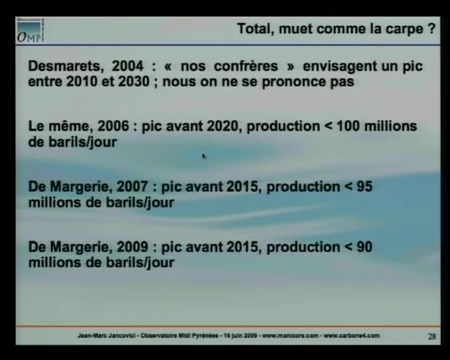 OMP
Total, muet comme la carpe ?
Desmarets, 2004 : « nos confrères » envisagent un pic
entre 2010 et 2030 ; nous on ne se prononce pas
Le même, 2006 : pic avant 2020, production < 100 millions
de barils/jour
De Margerie, 2007 : pic avant 2015, production < 95
millions de barils/jour
De Margerie, 2009 : pic avant 2015, production < 90
millions de barils/jour
Jean-Marc Jancovici - Observatoire Midi Pyrénées - 16 juin 2009 - www.manicore.com - www.carbone4.com
28